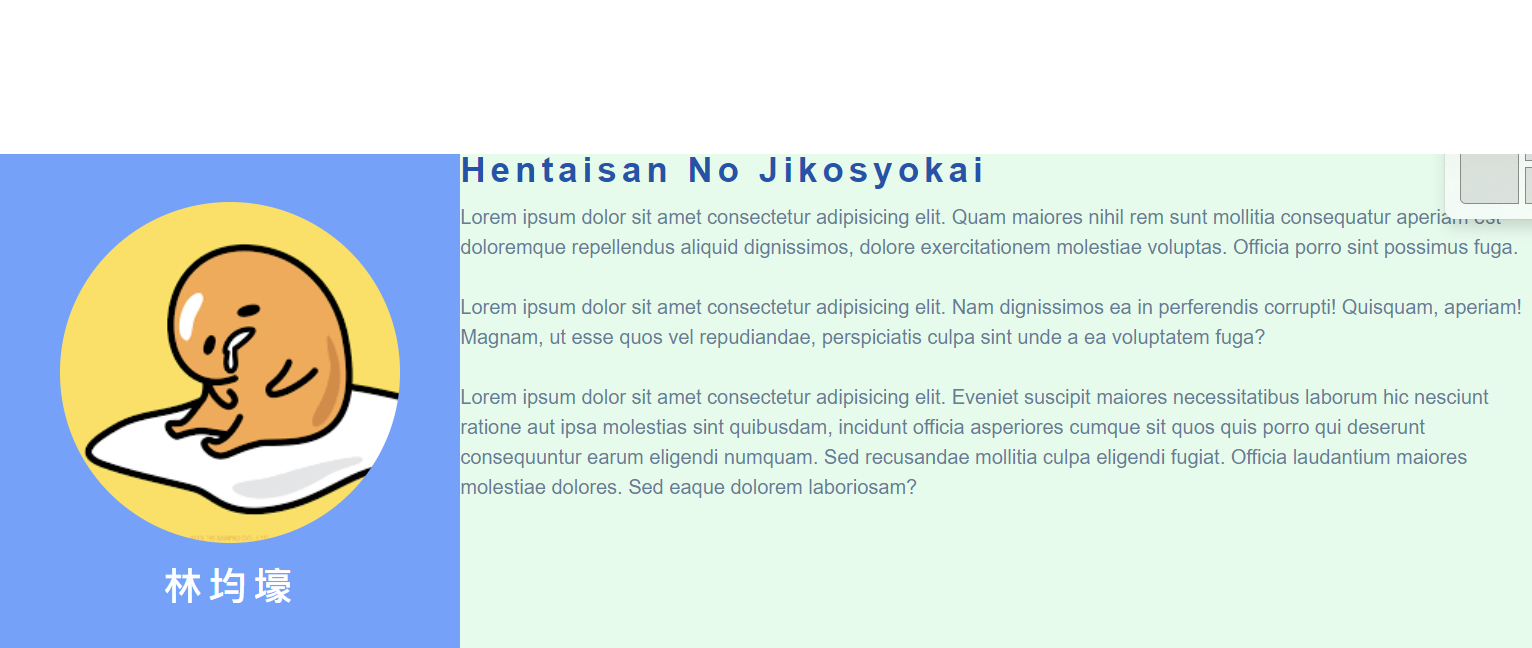 Hentaisan No Jikosyokai
Lorem ipsum dolor sit amet consectetur adipisicing elit. Quam maiores nihil rem sunt mollitia consequatur aperiam est
doloremque repellendus aliquid dignissimos, dolore exercitationem molestiae voluptas. Officia porro sint possimus fuga.
Lorem ipsum dolor sit amet consectetur adipisicing elit. Nam dignissimos ea in perferendis corrupti! Quisquam, aperiam!
Magnam, ut esse quos vel repudiandae, perspiciatis culpa sint unde a ea voluptatem fuga?
Lorem ipsum dolor sit amet consectetur adipisicing elit. Eveniet suscipit maiores necessitatibus laborum hic nesciunt
ratione aut ipsa molestias sint quibusdam, incidunt officia asperiores cumque sit quos quis porro qui deserunt
consequuntur earum eligendi numquam. Sed recusandae mollitia culpa eligendi fugiat. Officia laudantium maiores
molestiae dolores. Sed eaque dolorem laboriosam?
林均壕